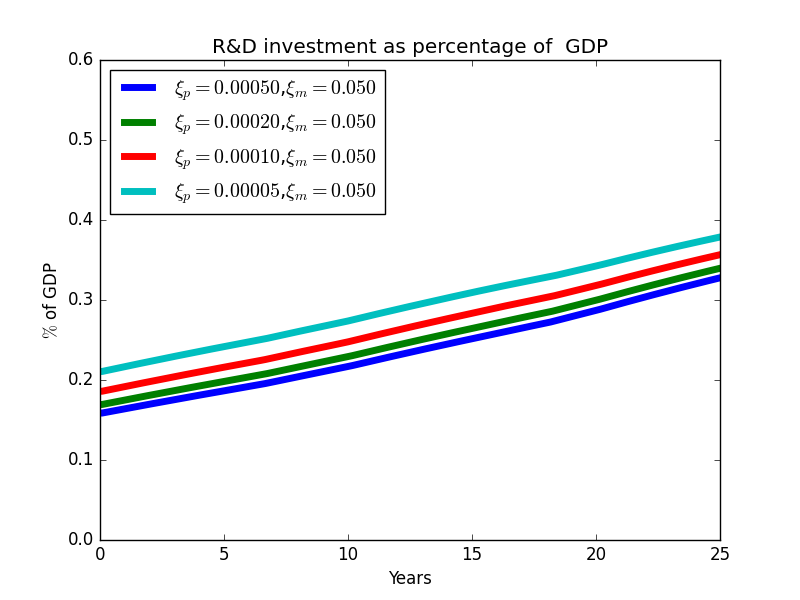 R&D investment as percentage of  GDP
ξₚ = 0.00050,ξₘ = 0.050
ξₚ = 0.00020,ξₘ = 0.050
ξₚ = 0.00010,ξₘ = 0.050
ξₚ = 0.00005,ξₘ = 0.050
% of GDP
0.6
0.5
0.4
0.3
0.2
0.1
0.0
0 5 10 15 20 25
Years